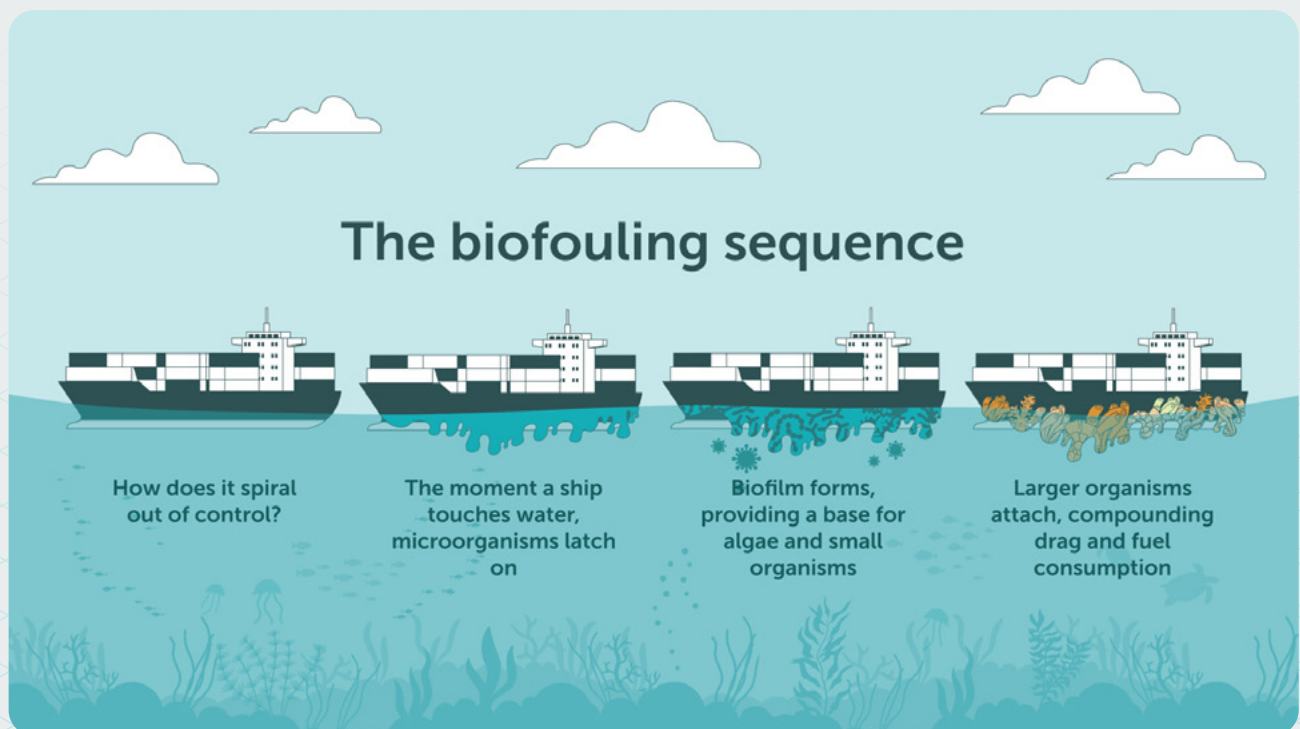 The biofouling sequence
How does it spiral
out of control?
The moment a ship
touches water,
microorganisms latch
on
Biofilm forms,
providing a base for
algae and small
organisms
Larger organisms
attach, compounding
drag and fuel
consumption